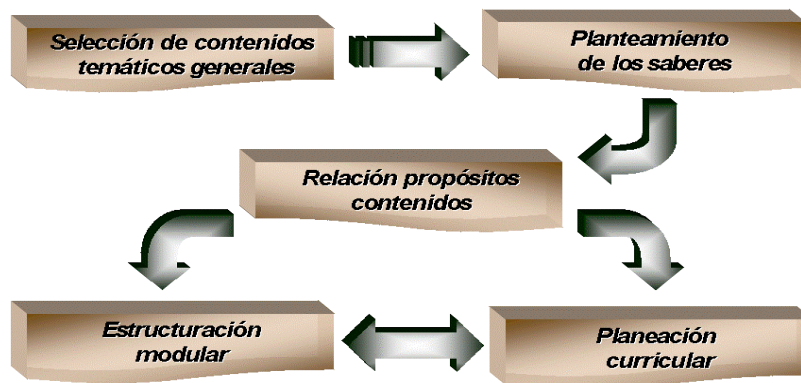 Selección de contenidos
temáticos generales
Planteamiento
de los saberes
Relación propósitos
contenidos
Estructuración
modular
Planeación
curricular